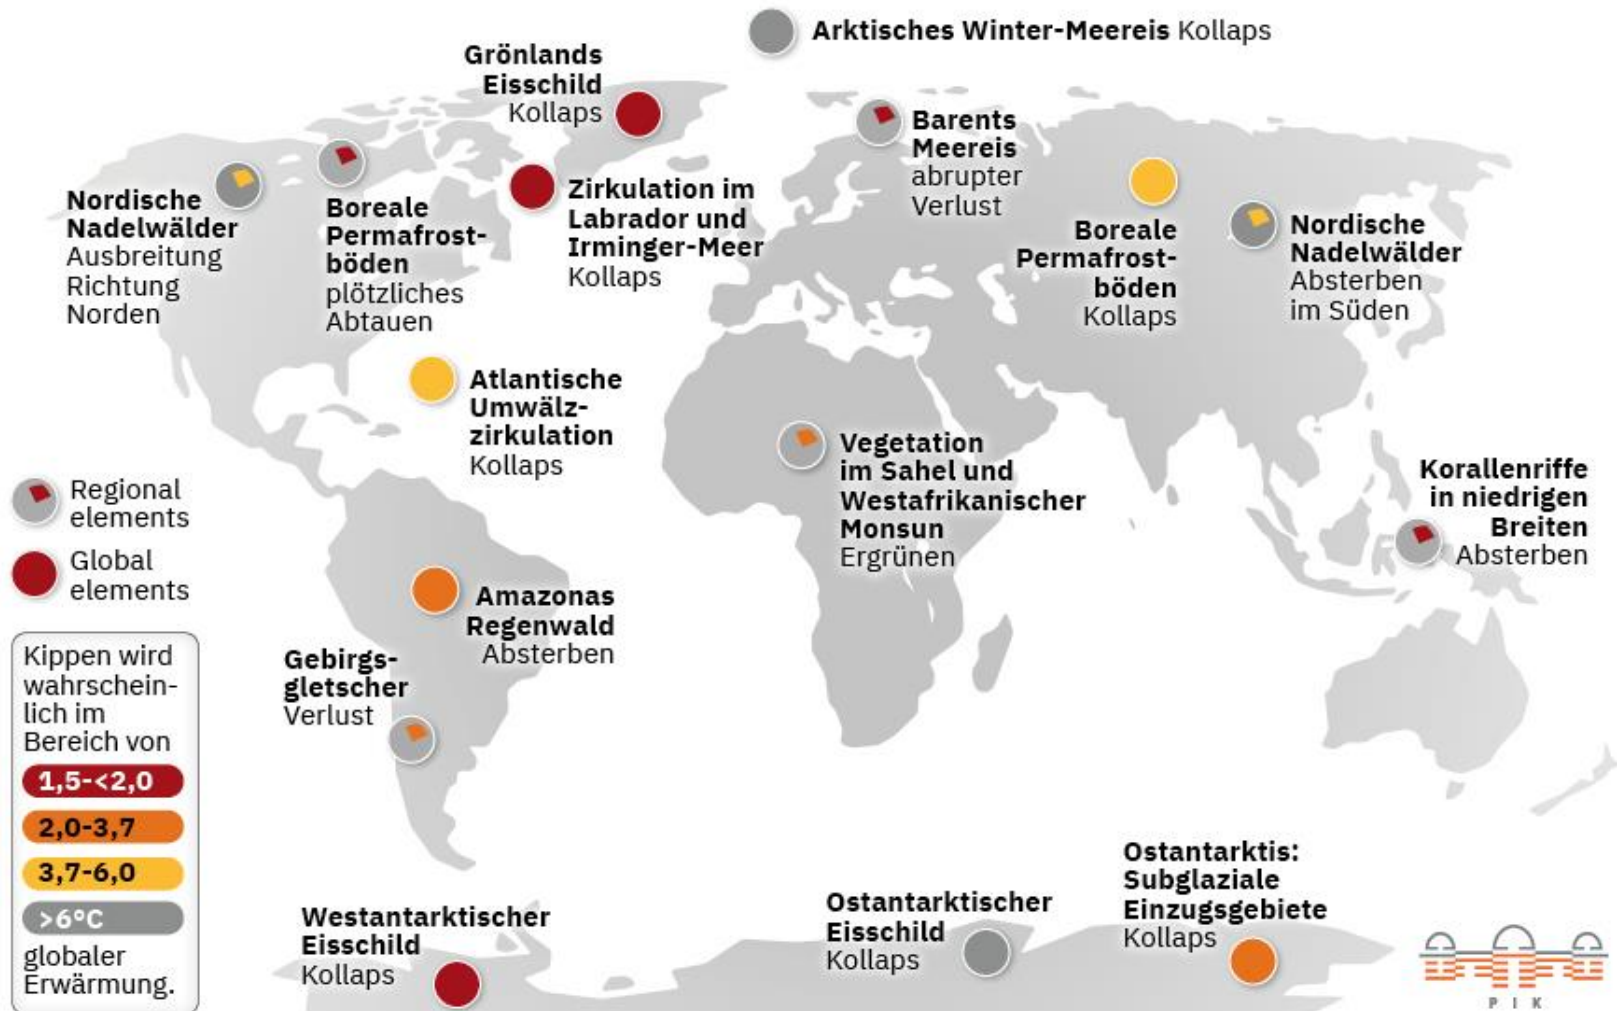 Arktisches Winter-Meereis Kollaps
Grönlands
Eisschild
Kollaps
Barents
Meereis
abrupter
Verlust
Nordische
Nadelwälder
Ausbreitung
Richtung
Norden
Boreale
Permafrost-
böden
plötzliches
Abtauen
Zirkulation im
Labrador und
Irminger-Meer
Kollaps
Boreale
Permafrost-
böden
Kollaps
Nordische
Nadelwälder
Absterben
im Süden
Atlantische
Umwälz-
zirkulation
Kollaps
Vegetation
im Sahel und
Westafrikanischer
Monsun
Ergrünen
Korallenriffe
in niedrigen
Breiten
Absterben
Regional
elements
Global
elements
Amazonas
Regenwald
Absterben
Gebirgs-
gletscher
Verlust
Kippen wird
wahrschein-
lich im
Bereich von
1,5-<2,0
2,0-3,7
3,7-6,0
>6°C
globaler
Erwärmung.
Westantarktischer
Eisschild
Kollaps
Ostantarktischer
Eisschild
Kollaps
Ostantarktis:
Subglaziale
Einzugsgebiete
Kollaps
PIK